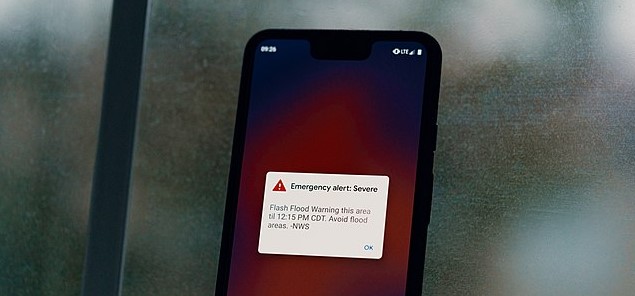 09:26 LTE
Emergency alert: Severe
Flash Flood Warning this area
til 12:15 PM CDT. Avoid flood
areas. -NWS
OK